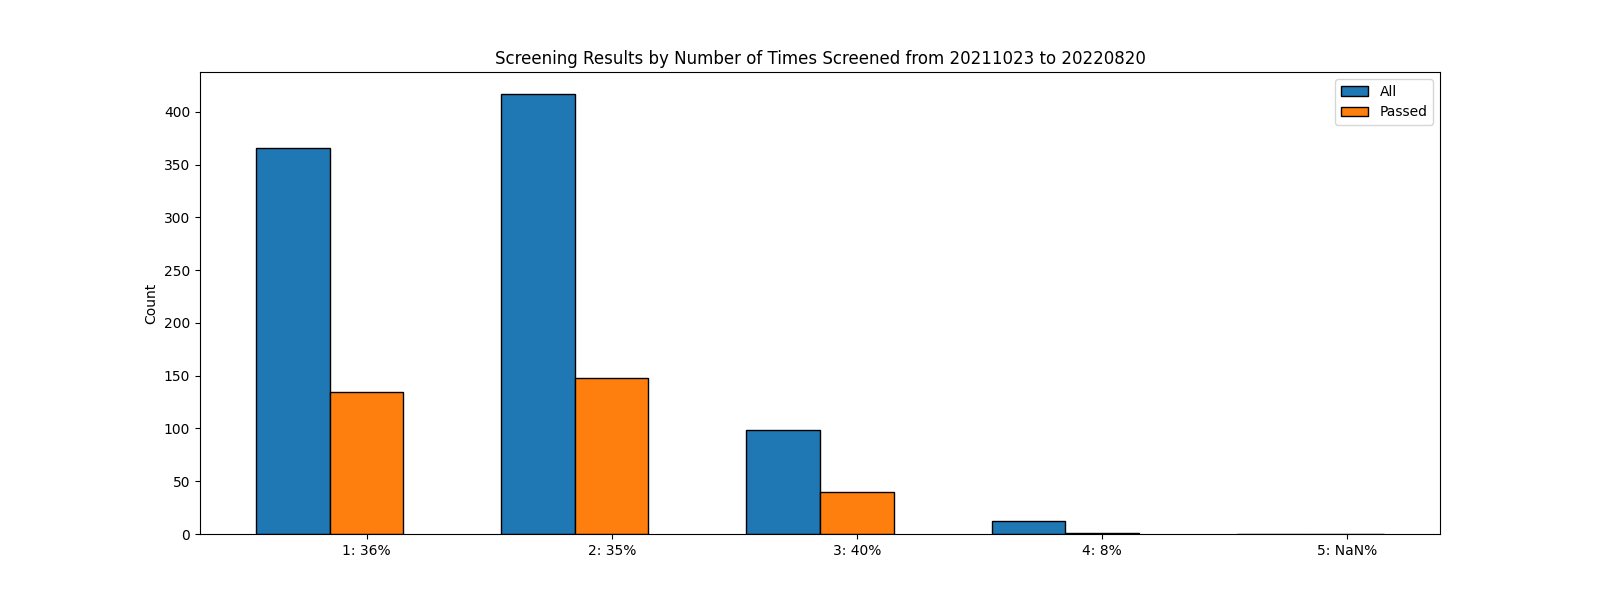 Screening Results by Number of Times Screened from 20211023 to 20220820
All
Passed
Count
400
350
300
250
200
150
100
50
0
1: 36%
2: 35%
3: 40%
4: 8%
5: NaN%